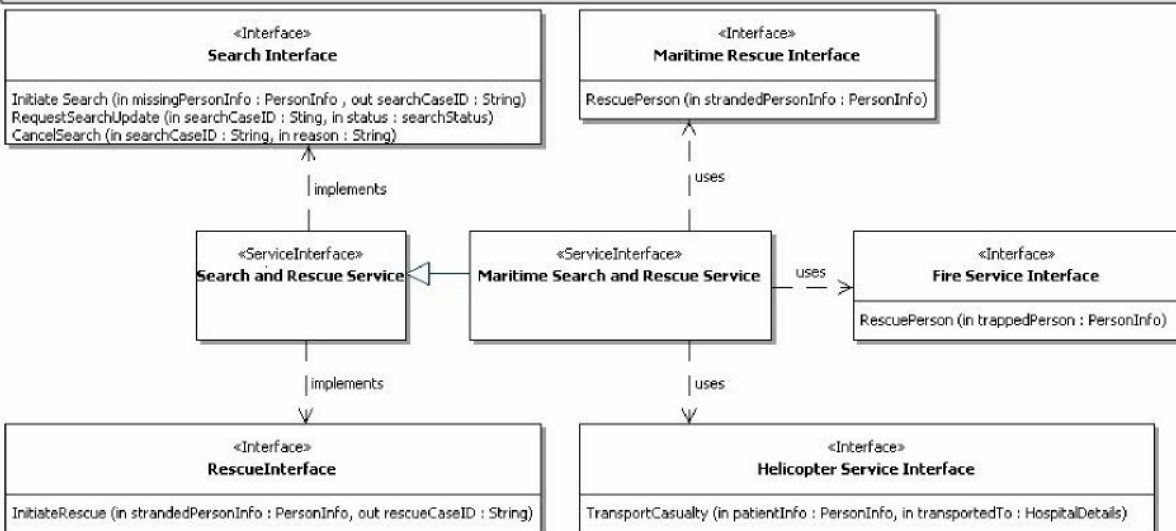 «Interface»
Search Interface
Initiate Search (in missingPersonInfo : PersonInfo , out searchCaseID : String)
RequestSearchUpdate (in searchCaseID : Sting, in status : searchStatus)
CancelSearch (in searchCaseID : String, in reason : String)
«Interface»
Maritime Rescue Interface
RescuePerson (in strandedPersonInfo : PersonInfo)
implements
uses
«ServiceInterface»
Search and Rescue Service
«ServiceInterface»
Maritime Search and Rescue Service
uses
«Interface»
Fire Service Interface
RescuePerson (in trappedPerson : PersonInfo)
implements
uses
«Interface»
RescueInterface
InitiateRescue (in strandedPersonInfo : PersonInfo, out rescueCaseID : String)
«Interface»
Helicopter Service Interface
TransportCasualty (in patientInfo : PersonInfo, in transportedTo : HospitalDetails)